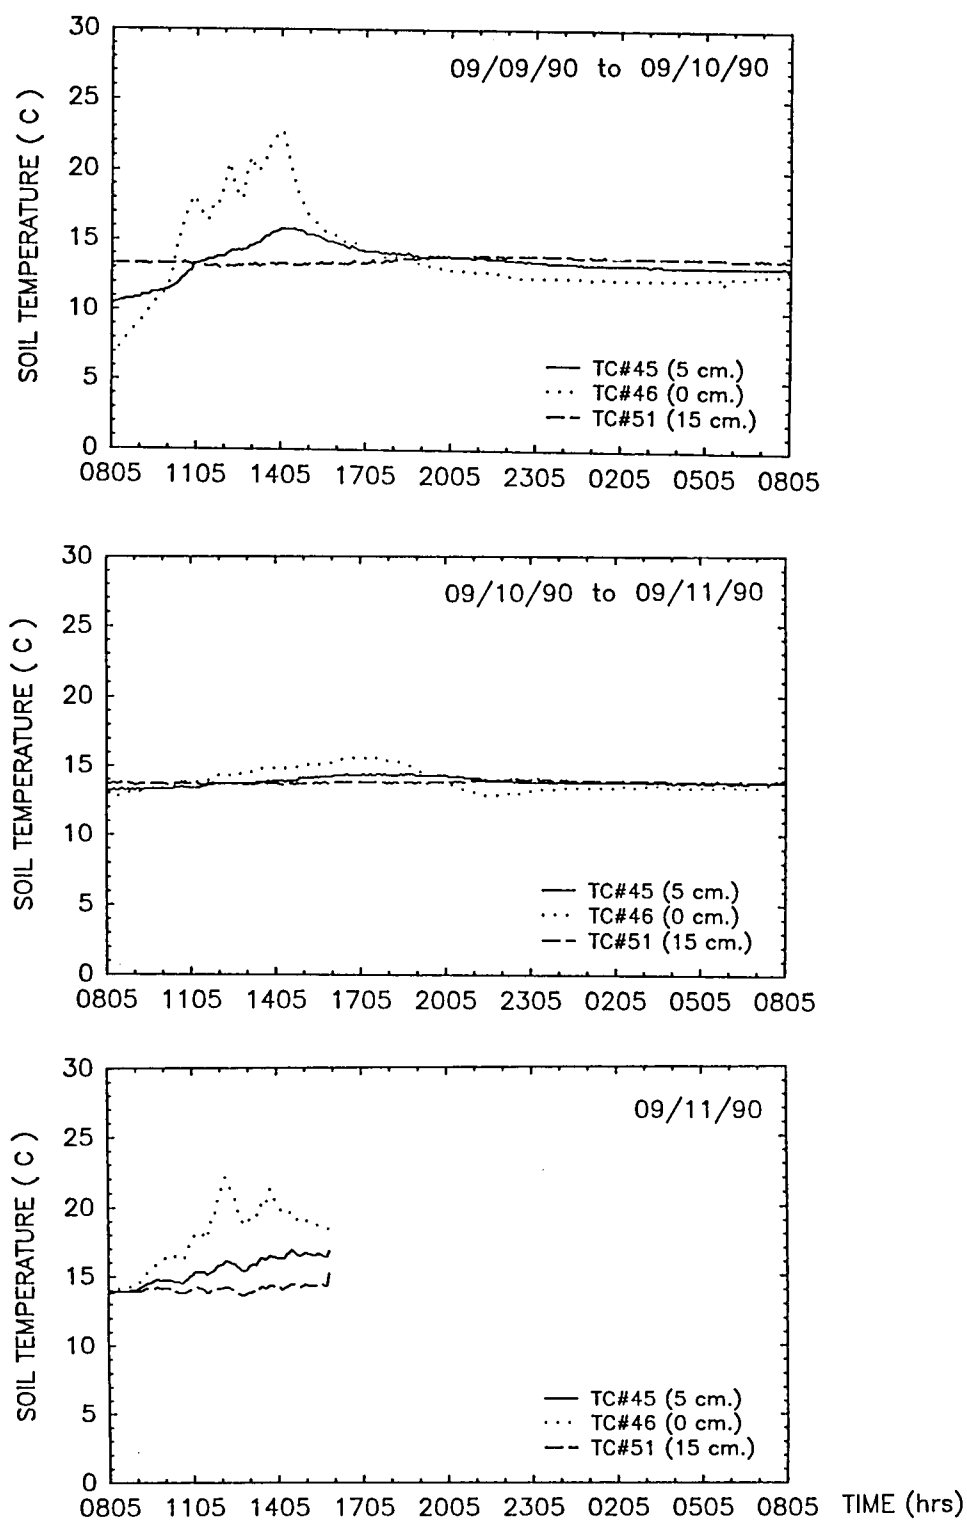 30
25
20
15
10
5
0
SOIL TEMPERATURE ( C )
09/09/90 to 09/10/90
TC#45 (5 cm.)
TC#46 (0 cm.)
TC#51 (15 cm.)
0805 1105 1405 1705 2005 2305 0205 0505 0805
30
25
20
15
10
5
0
SOIL TEMPERATURE ( C )
09/10/90 to 09/11/90
TC#45 (5 cm.)
TC#46 (0 cm.)
TC#51 (15 cm.)
0805 1105 1405 1705 2005 2305 0205 0505 0805
30
25
20
15
10
5
0
SOIL TEMPERATURE ( C )
09/11/90
TC#45 (5 cm.)
TC#46 (0 cm.)
TC#51 (15 cm.)
0805 1105 1405 1705 2005 2305 0205 0505 0805 TIME (hrs)